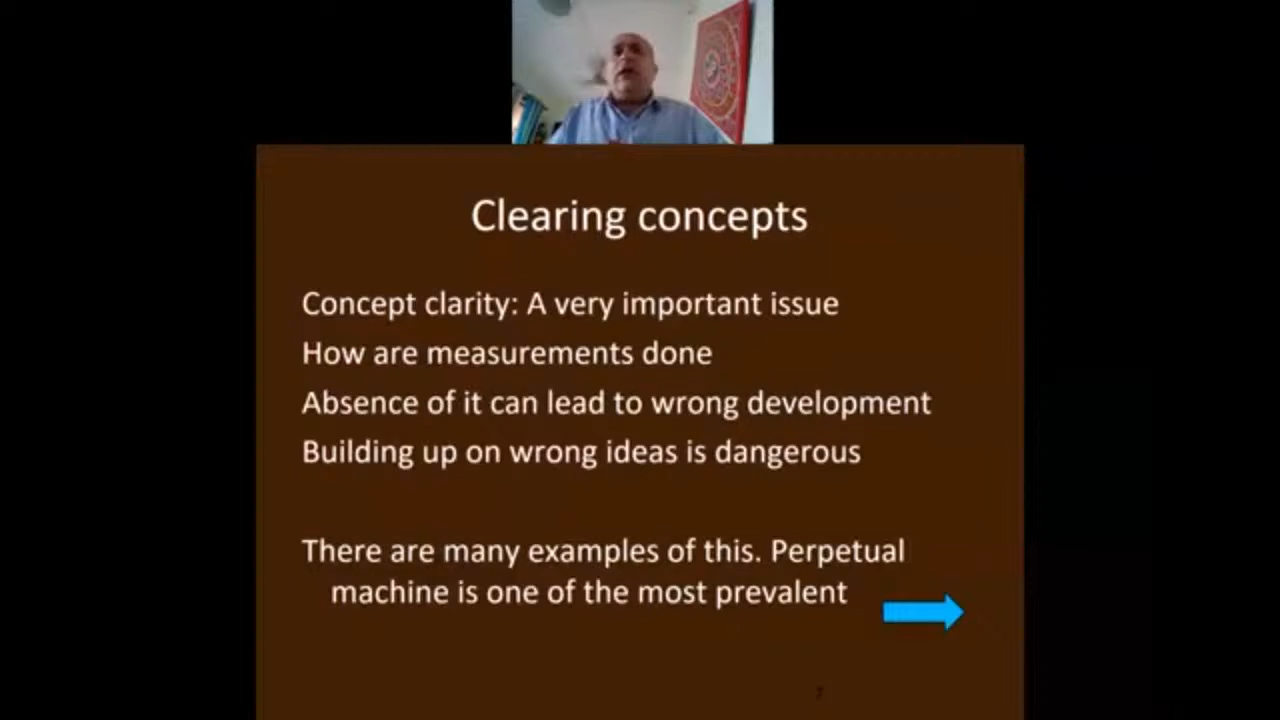 Clearing concepts
Concept clarity: A very important issue
How are measurements done
Absence of it can lead to wrong development
Building up on wrong ideas is dangerous
There are many examples of this. Perpetual
machine is one of the most prevalent
7